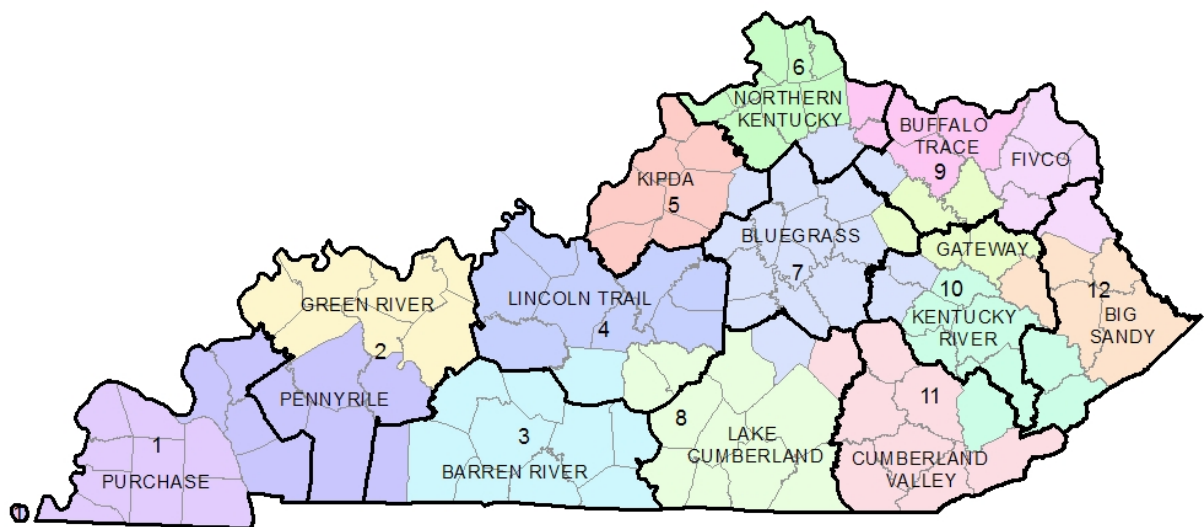 6
NORTHERN
KENTUCKY
BUFFALO
TRACE
9
FIVCO
KIPDA
5
BLUEGRASS
7
GATEWAY
10
KENTUCKY
RIVER
12
BIG
SANDY
GREEN RIVER
2
LINCOLN TRAIL
4
PENNYRILE
1
PURCHASE
3
BARREN RIVER
8
LAKE
CUMBERLAND
11
CUMBERLAND
VALLEY